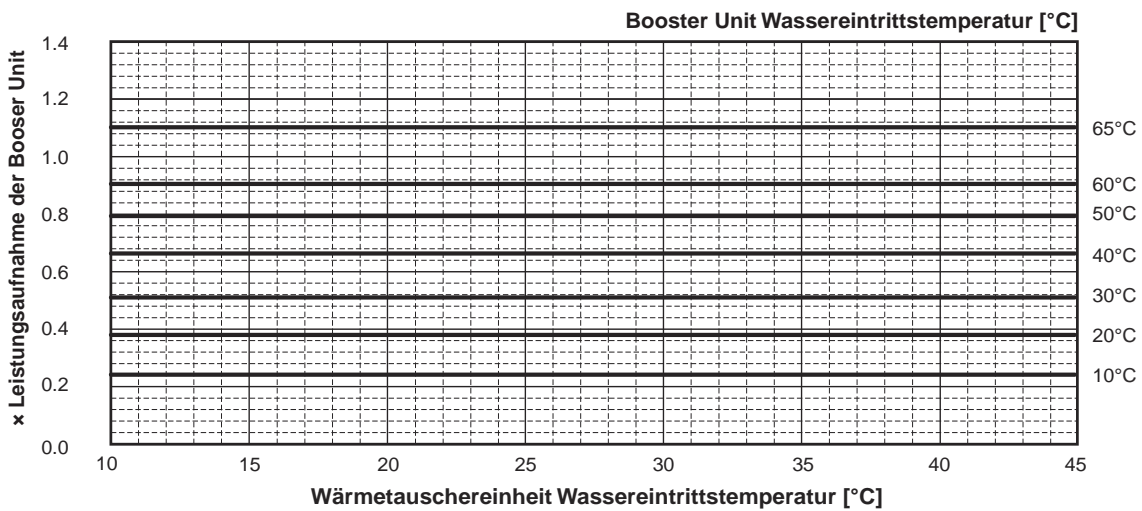 Booster Unit Wassereintrittstemperatur [°C]
× Leistungsaufnahme der Booser Unit
1.4
1.2
1.0
0.8
0.6
0.4
0.2
0.0
65°C
60°C
50°C
40°C
30°C
20°C
10°C
10 15 20 25 30 35 40 45
Wärmetauschereinheit Wassereintrittstemperatur [°C]